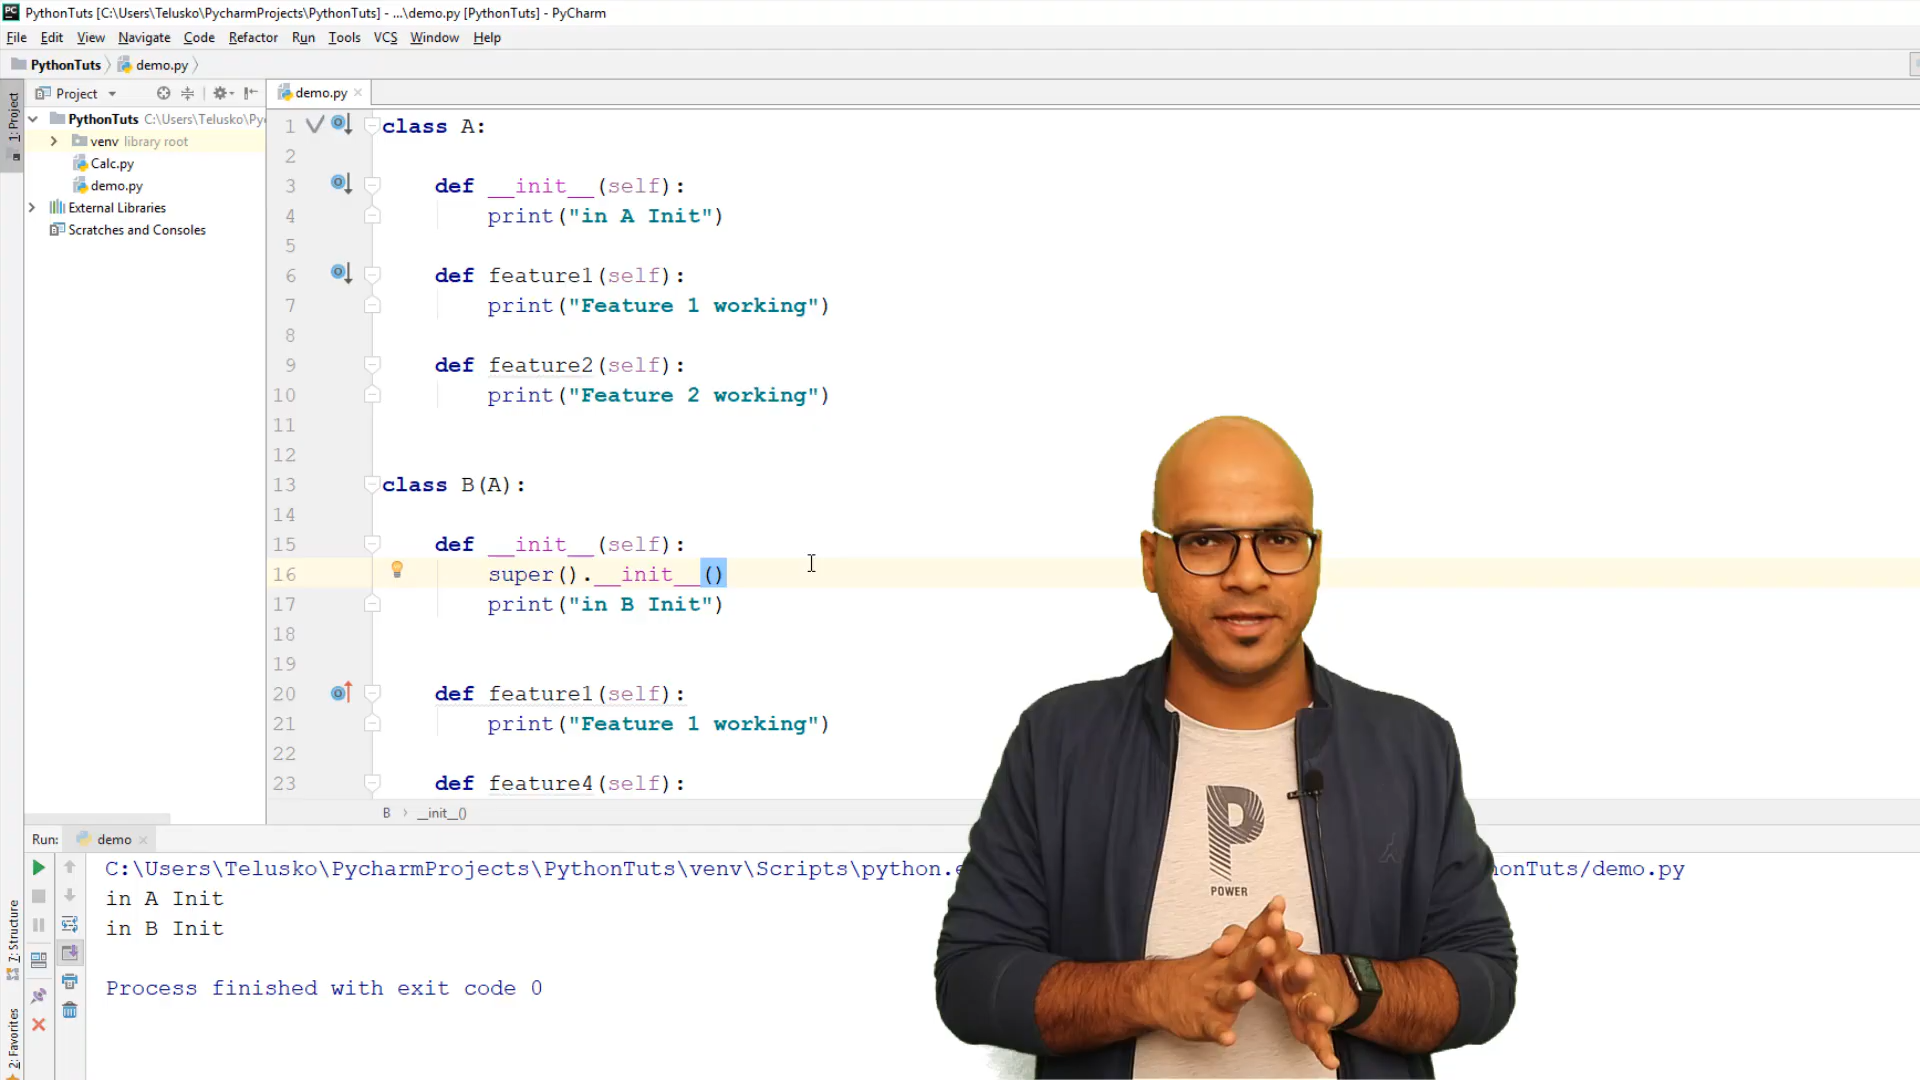 PythonTuts [C:\Users\Telusko\PycharmProjects\PythonTuts] - ...\demo.py [PythonTuts] - PyCharm
File Edit View Navigate Code Refactor Run Tools VCS Window Help
PythonTuts demo.py
1: Project
Project
demo.py
PythonTuts C:\Users\Telusko\Py
venv library root
Calc.py
demo.py
External Libraries
Scratches and Consoles
1 class A:
2
3 def __init__(self):
4 print("in A Init")
5
6 def feature1(self):
7 print("Feature 1 working")
8
9 def feature2(self):
10 print("Feature 2 working")
11
12
13 class B(A):
14
15 def __init__(self):
16 super().__init__()
17 print("in B Init")
18
19
20 def feature1(self):
21 print("Feature 1 working")
22
23 def feature4(self):
B __init__()
Run: demo
C:\Users\Telusko\PycharmProjects\PythonTuts\venv\Scripts\python.e onTuts/demo.py
in A Init
in B Init
Process finished with exit code 0
7: Structure
2: Favorites
P
POWER